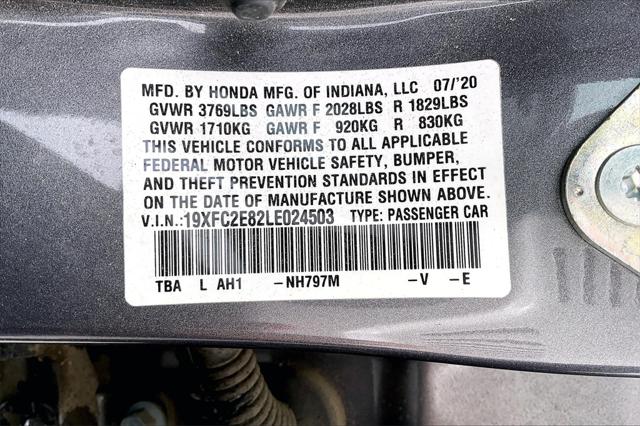 MFD. BY HONDA MFG. OF INDIANA, LLC 07/'20
GVWR 3769LBS GAWR F 2028LBS R 1829LBS
GVWR 1710KG GAWR F 920KG R 830KG
THIS VEHICLE CONFORMS TO ALL APPLICABLE
FEDERAL MOTOR VEHICLE SAFETY, BUMPER,
AND THEFT PREVENTION STANDARDS IN EFFECT
ON THE DATE OF MANUFACTURE SHOWN ABOVE.
V.I.N.:19XFC2E82LE024503 TYPE: PASSENGER CAR
TBA L AH1 -NH797M -V -E